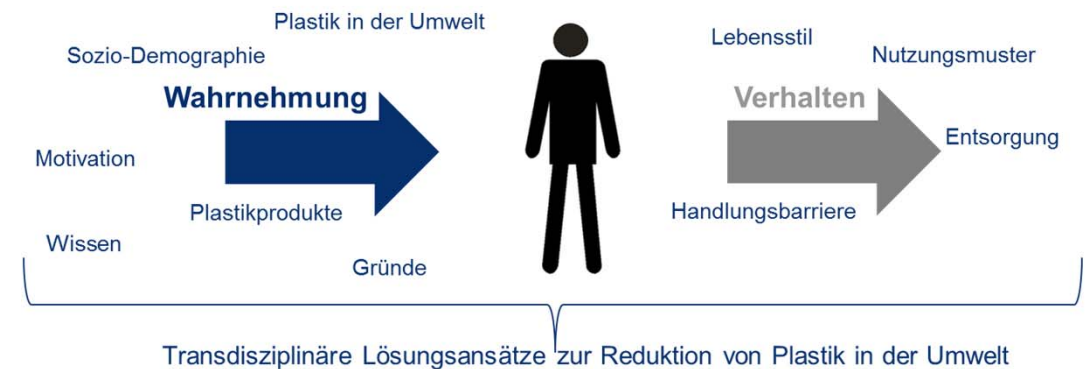 Plastik in der Umwelt
Sozio-Demographie
Wahrnehmung
Motivation
Plastikprodukte
Wissen
Gründe
Lebensstil
Nutzungsmuster
Verhalten
Entsorgung
Handlungsbarriere
Transdisziplinäre Lösungsansätze zur Reduktion von Plastik in der Umwelt